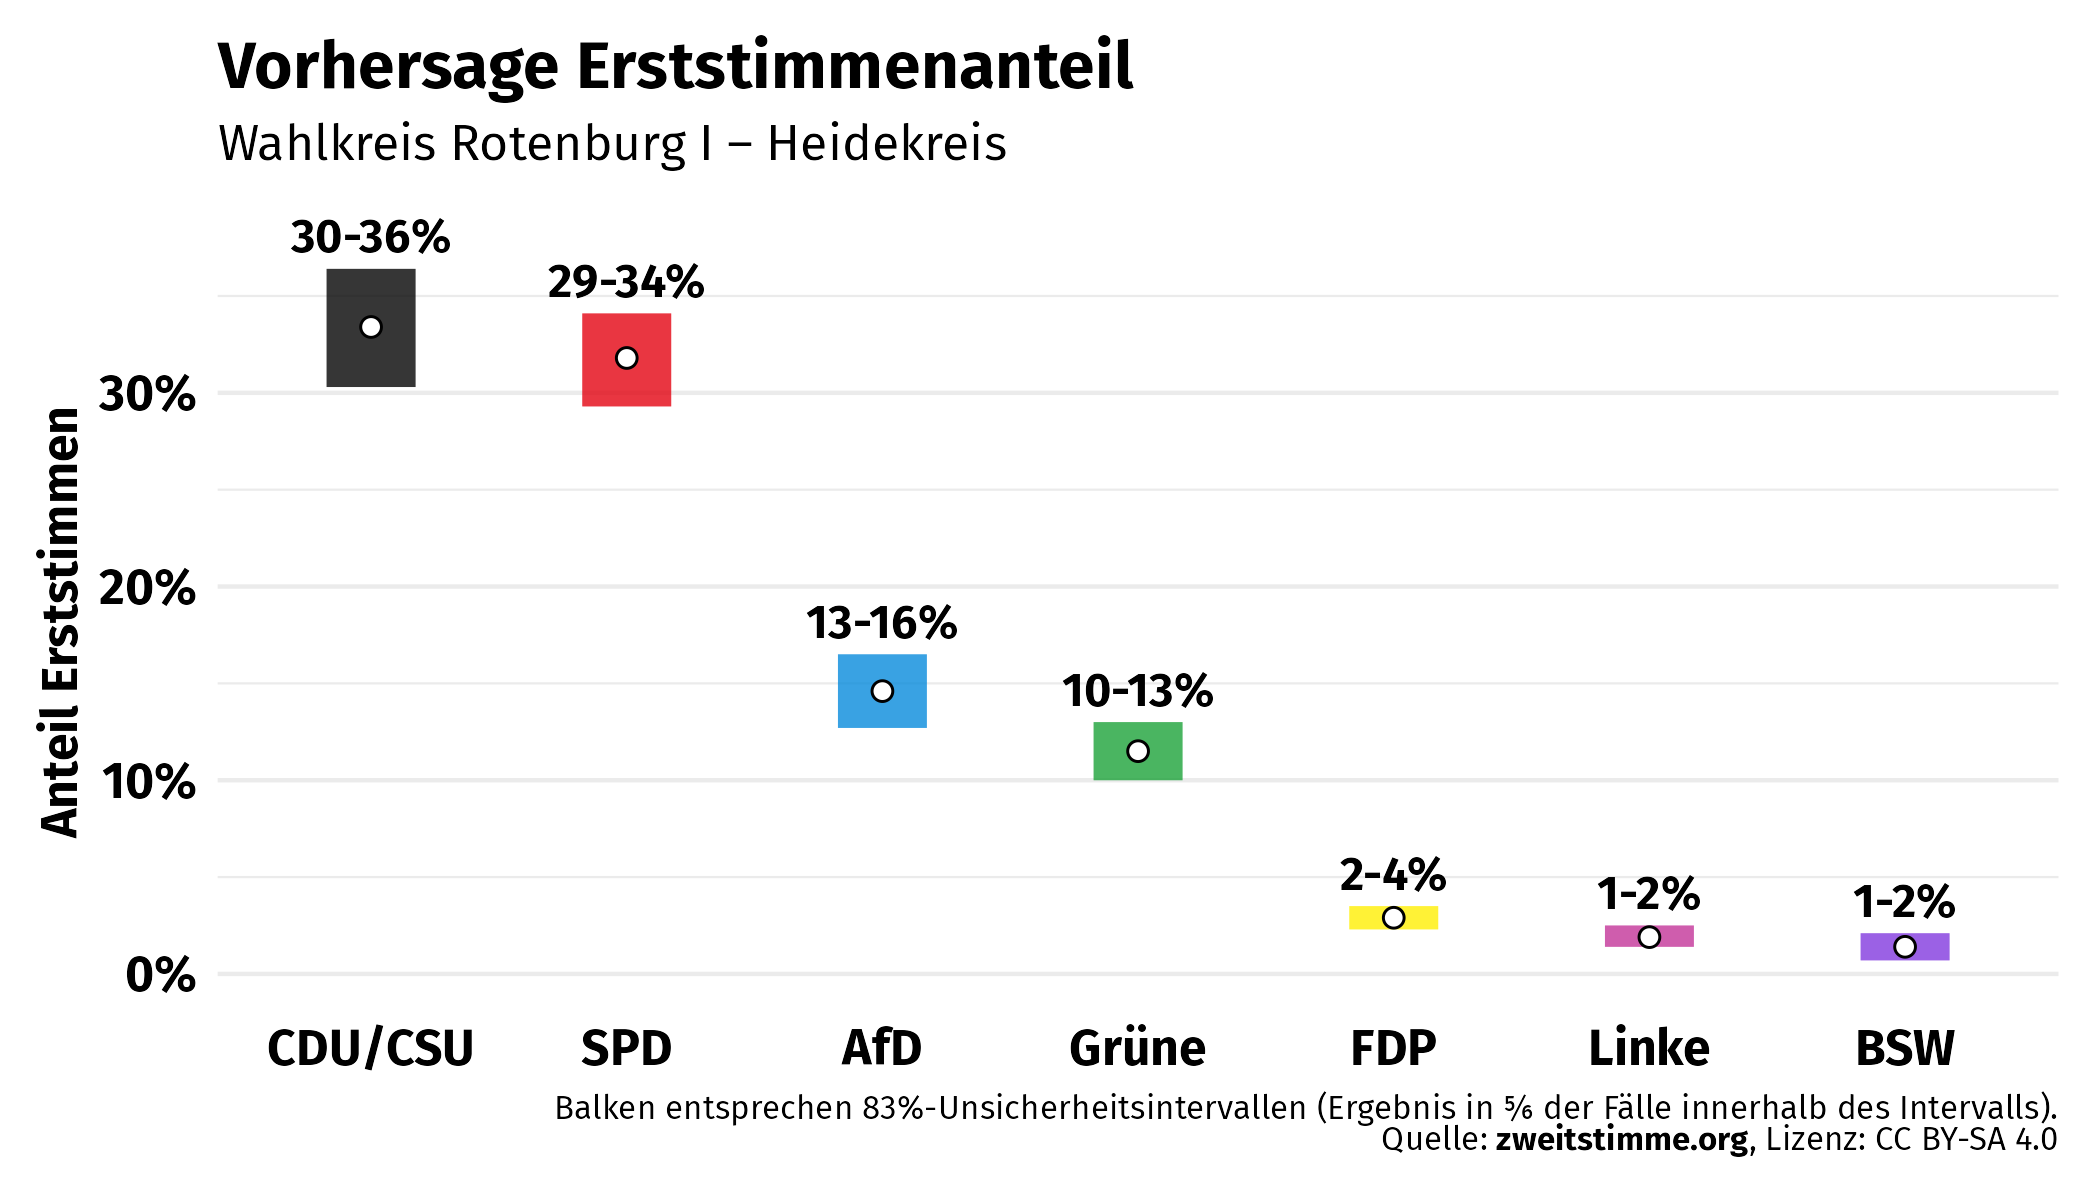 Vorhersage Erststimmenanteil
Wahlkreis Rotenburg I – Heidekreis
30-36%
29-34%
30%
Anteil Erststimmen
20%
13-16%
10-13%
10%
2-4%
1-2%
1-2%
0%
CDU/CSU SPD AfD Grüne FDP Linke BSW
Balken entsprechen 83%-Unsicherheitsintervallen (Ergebnis in ⅚ der Fälle innerhalb des Intervalls).
Quelle: zweitstimme.org, Lizenz: CC BY-SA 4.0